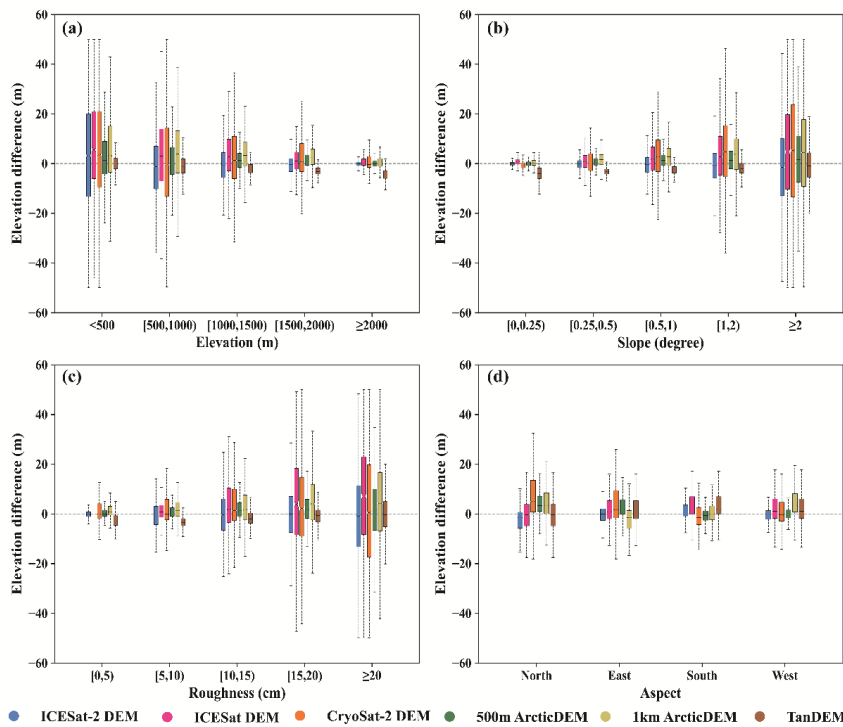 (a)
Elevation difference (m)
60
40
20
0
−20
−40
−60
<500
[500,1000)
[1000,1500)
[1500,2000)
≥2000
Elevation (m)
(b)
Elevation difference (m)
60
40
20
0
−20
−40
−60
[0,0.25)
[0.25,0.5)
[0.5,1)
[1,2)
≥2
Slope (degree)
(c)
Elevation difference (m)
60
40
20
0
−20
−40
−60
[0,5)
[5,10)
[10,15)
[15,20)
≥20
Roughness (cm)
(d)
Elevation difference (m)
60
40
20
0
−20
−40
−60
North
East
South
West
Aspect
ICESat-2 DEM
ICESat DEM
CryoSat-2 DEM
500m ArcticDEM
1km ArcticDEM
TanDEM